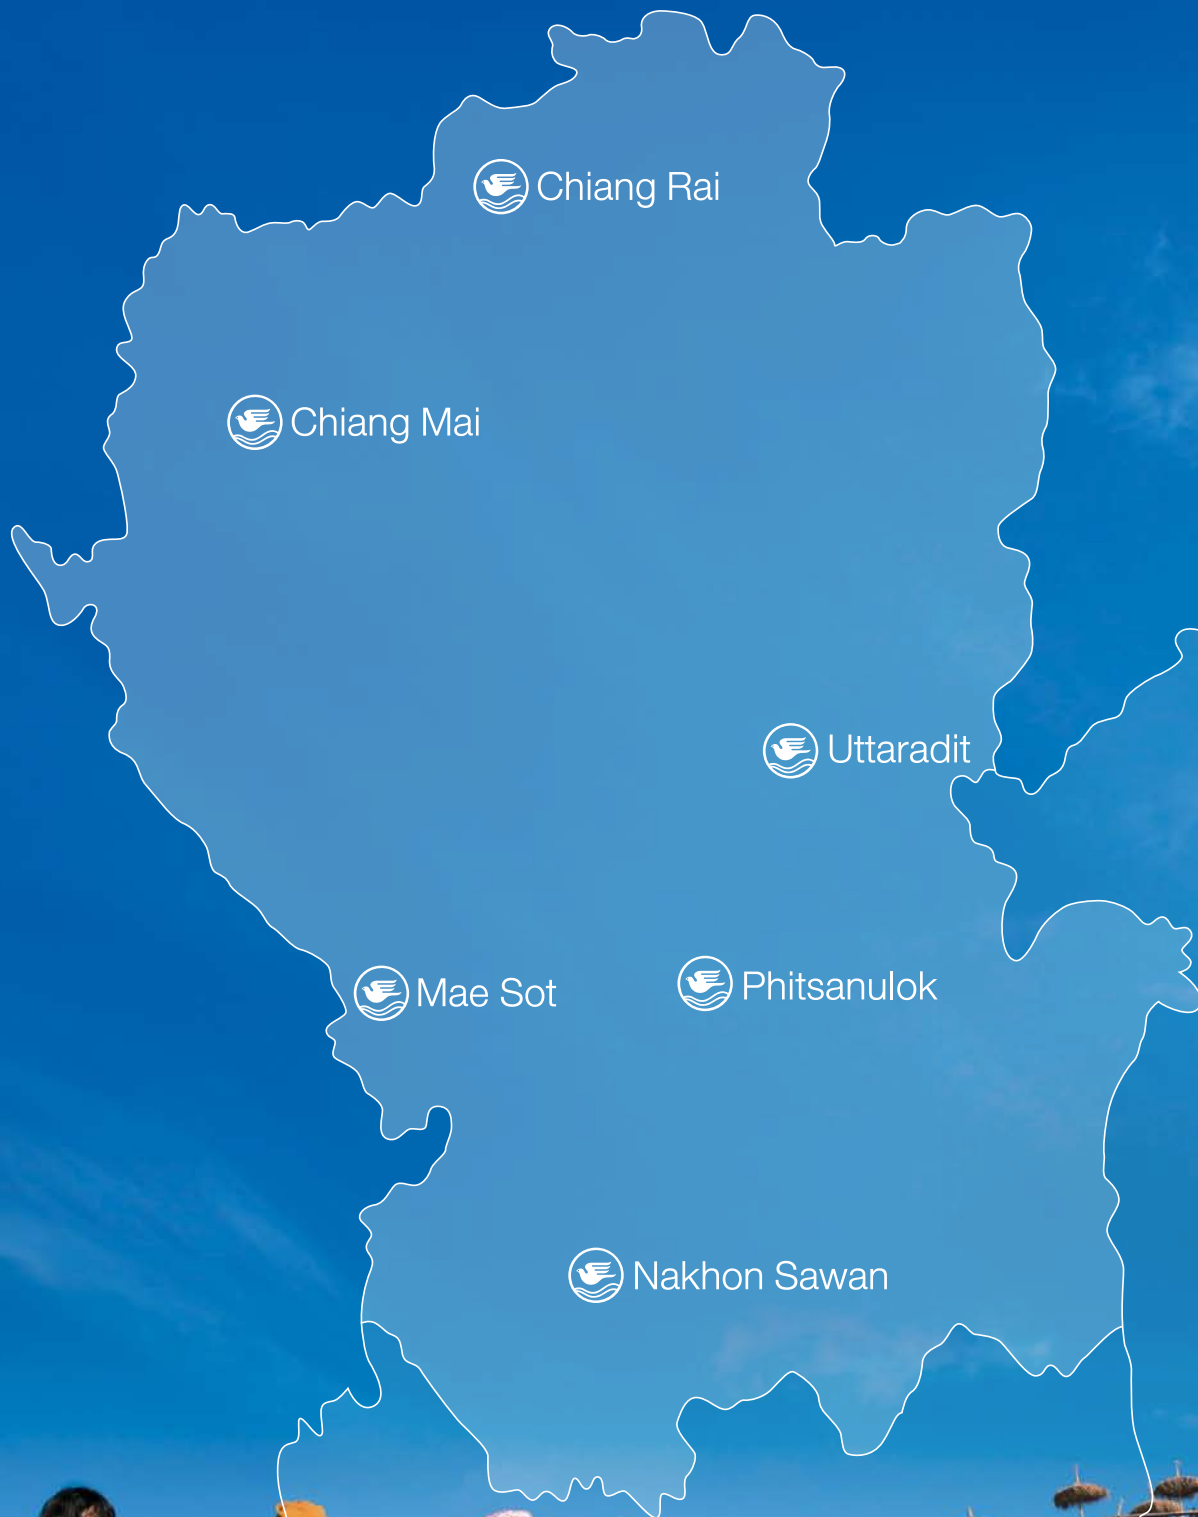 Chiang Rai
Chiang Mai
Uttaradit
Mae Sot
Phitsanulok
Nakhon Sawan